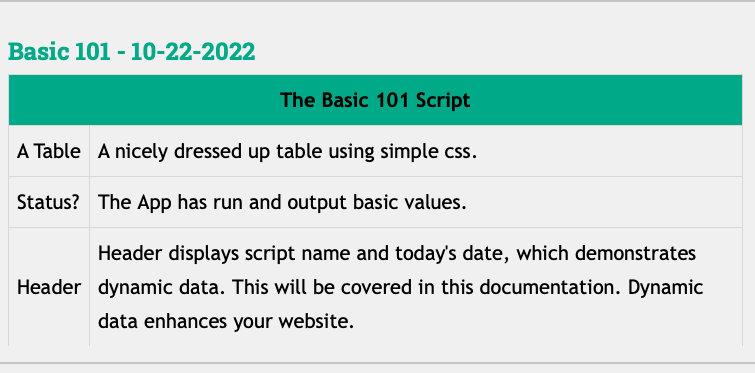 Basic 101 - 10-22-2022
The Basic 101 Script
A Table
A nicely dressed up table using simple css.
Status?
The App has run and output basic values.
Header
Header displays script name and today's date, which demonstrates
dynamic data. This will be covered in this documentation. Dynamic
data enhances your website.